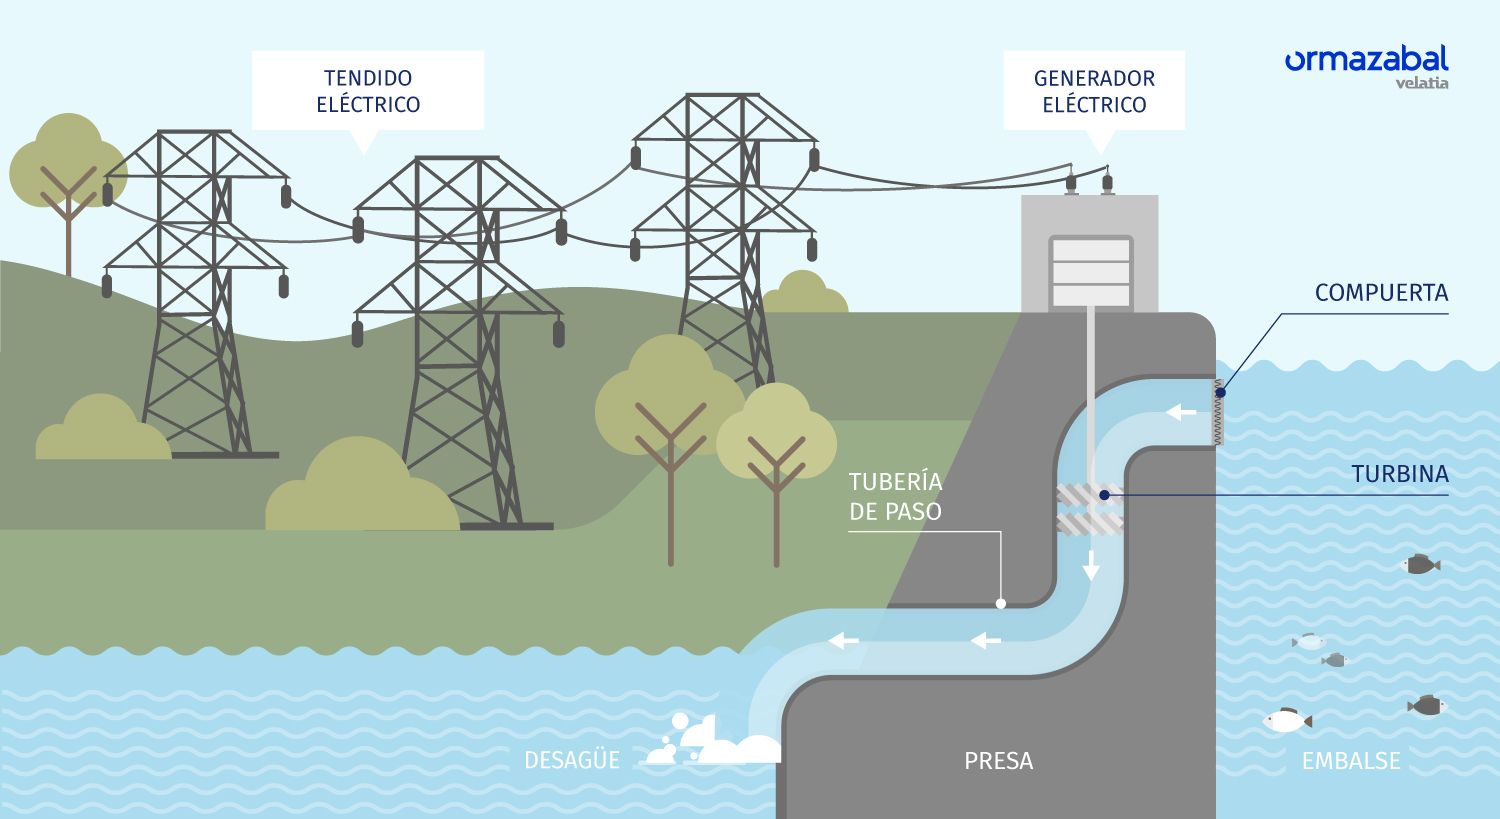 TENDIDO
ELÉCTRICO
GENERADOR
ELÉCTRICO
ormazabal
velatia
COMPUERTA
TURBINA
TUBERÍA
DE PASO
DESAGÜE
PRESA
EMBALSE